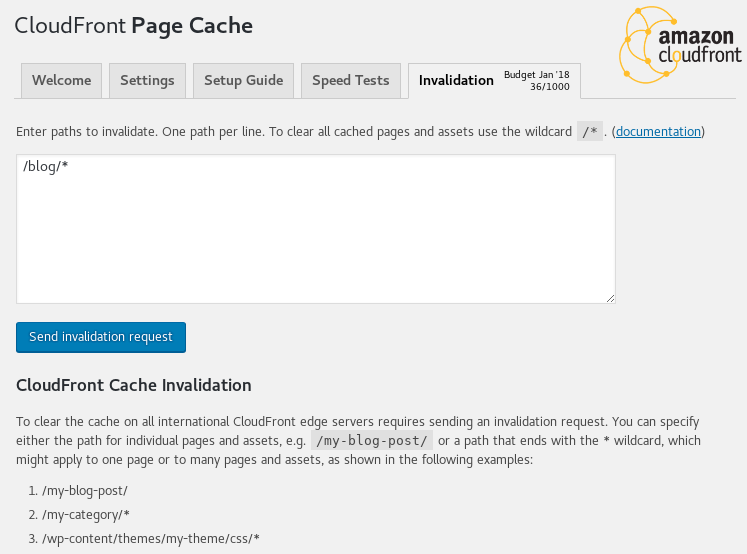 CloudFront Page Cache
amazon
cloudfront
Welcome
Settings
Setup Guide
Speed Tests
Invalidation
Budget Jan '18
36/1000
Enter paths to invalidate. One path per line. To clear all cached pages and assets use the wildcard /* . (documentation)
/blog/*
Send invalidation request
CloudFront Cache Invalidation
To clear the cache on all international CloudFront edge servers requires sending an invalidation request. You can specify
either the path for individual pages and assets, e.g. /my-blog-post/ or a path that ends with the * wildcard, which
might apply to one page or to many pages and assets, as shown in the following examples:
1. /my-blog-post/
2. /my-category/*
3. /wp-content/themes/my-theme/css/*